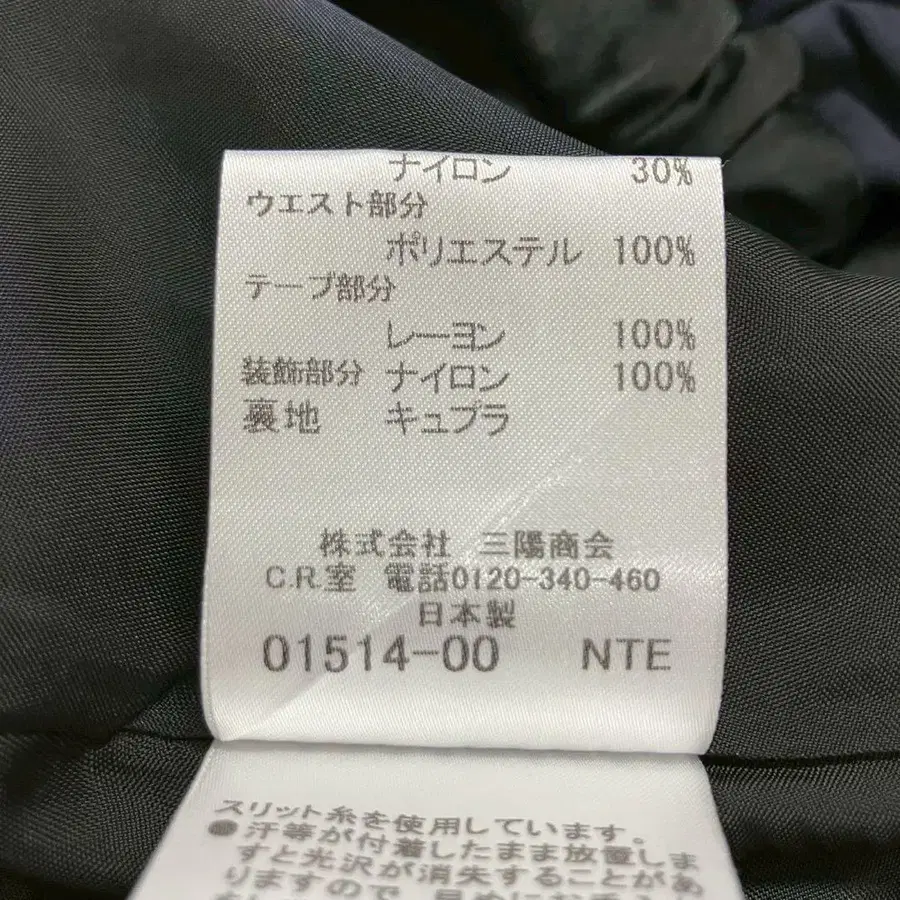 ナイロン 30%
ウエスト部分
ポリエステル 100%
テープ部分
レーヨン 100%
装飾部分 ナイロン 100%
裏地 キュプラ
株式会社 三陽商会
C.R.室 電話0120-340-460
日本製
01514-00 NTE
スリット糸を使用しています。
●汗等が付着したまま放置しま
すと光沢が消失することがあ
りますので、早めに